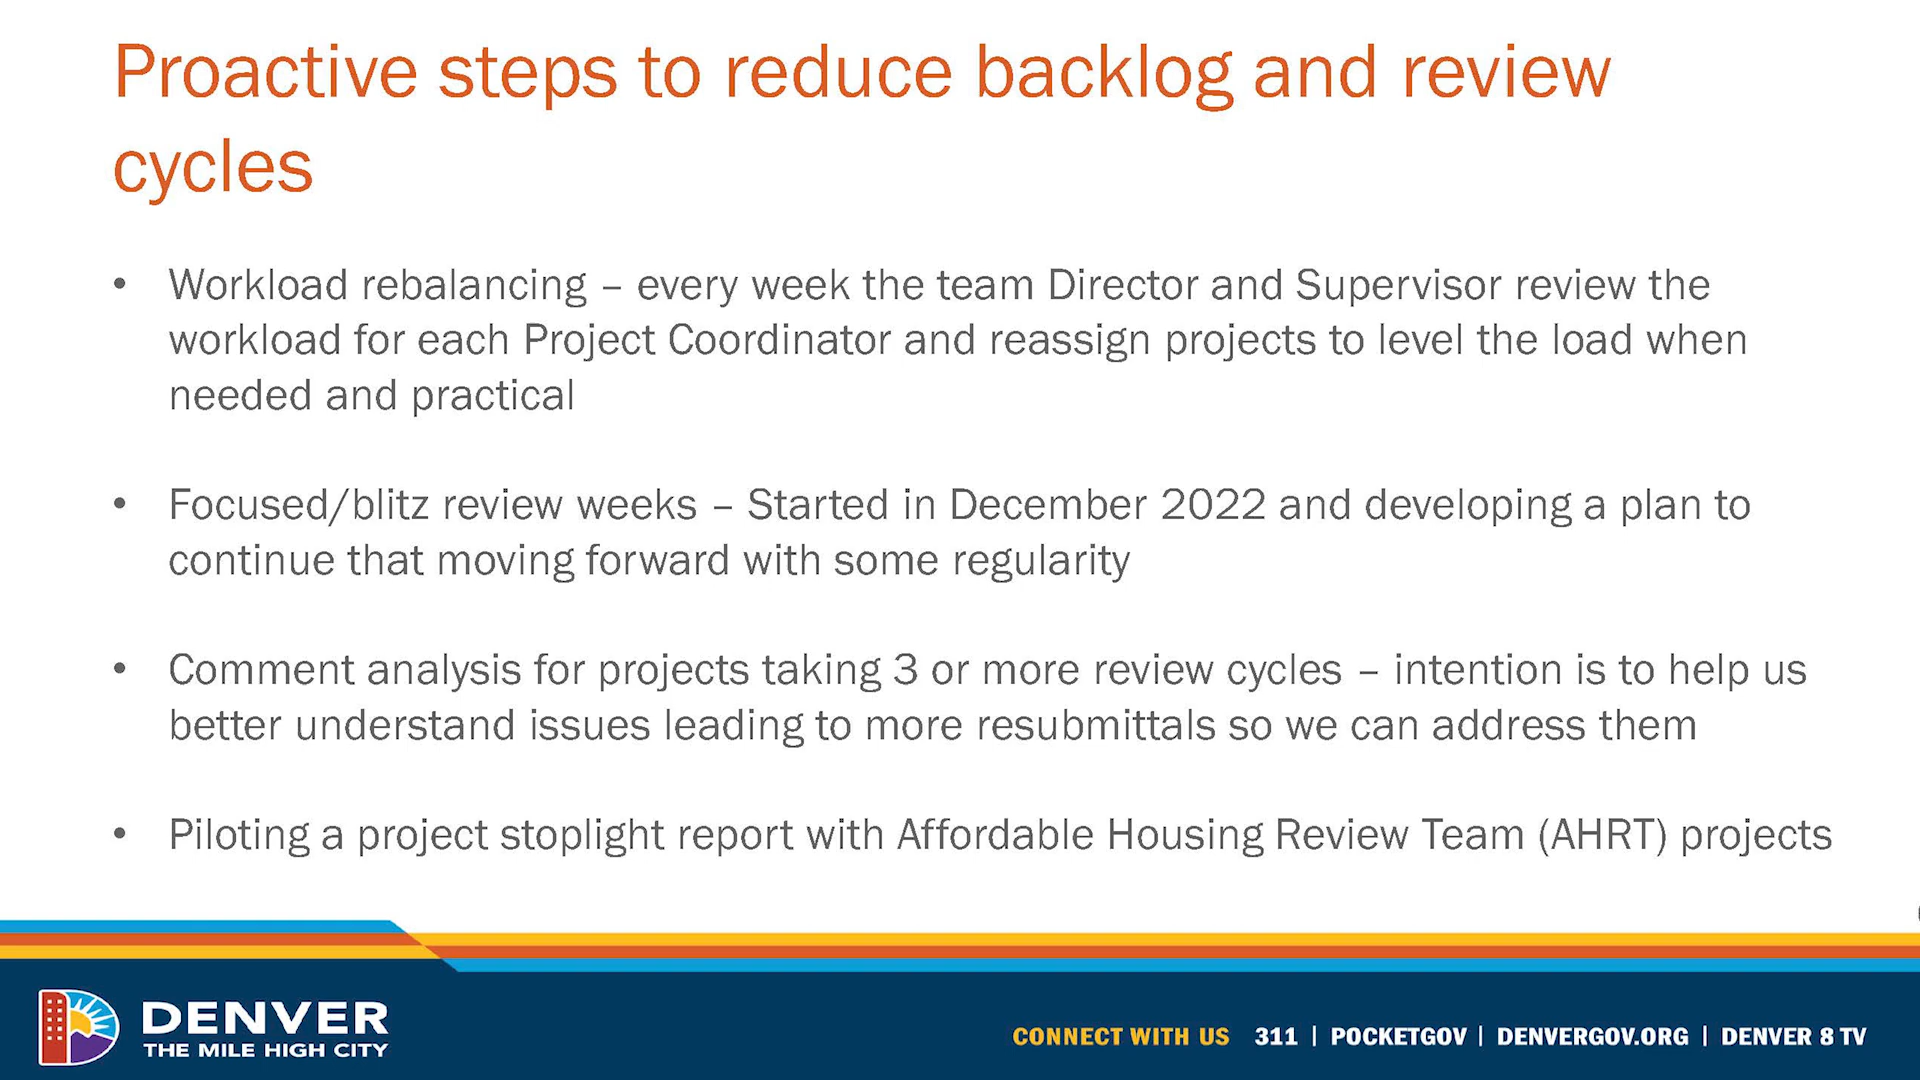 Proactive steps to reduce backlog and review
cycles
• Workload rebalancing – every week the team Director and Supervisor review the
workload for each Project Coordinator and reassign projects to level the load when
needed and practical
• Focused/blitz review weeks – Started in December 2022 and developing a plan to
continue that moving forward with some regularity
• Comment analysis for projects taking 3 or more review cycles – intention is to help us
better understand issues leading to more resubmittals so we can address them
• Piloting a project stoplight report with Affordable Housing Review Team (AHRT) projects
DENVER
THE MILE HIGH CITY
CONNECT WITH US 311 | POCKETGOV | DENVERGOV.ORG | DENVER 8 TV